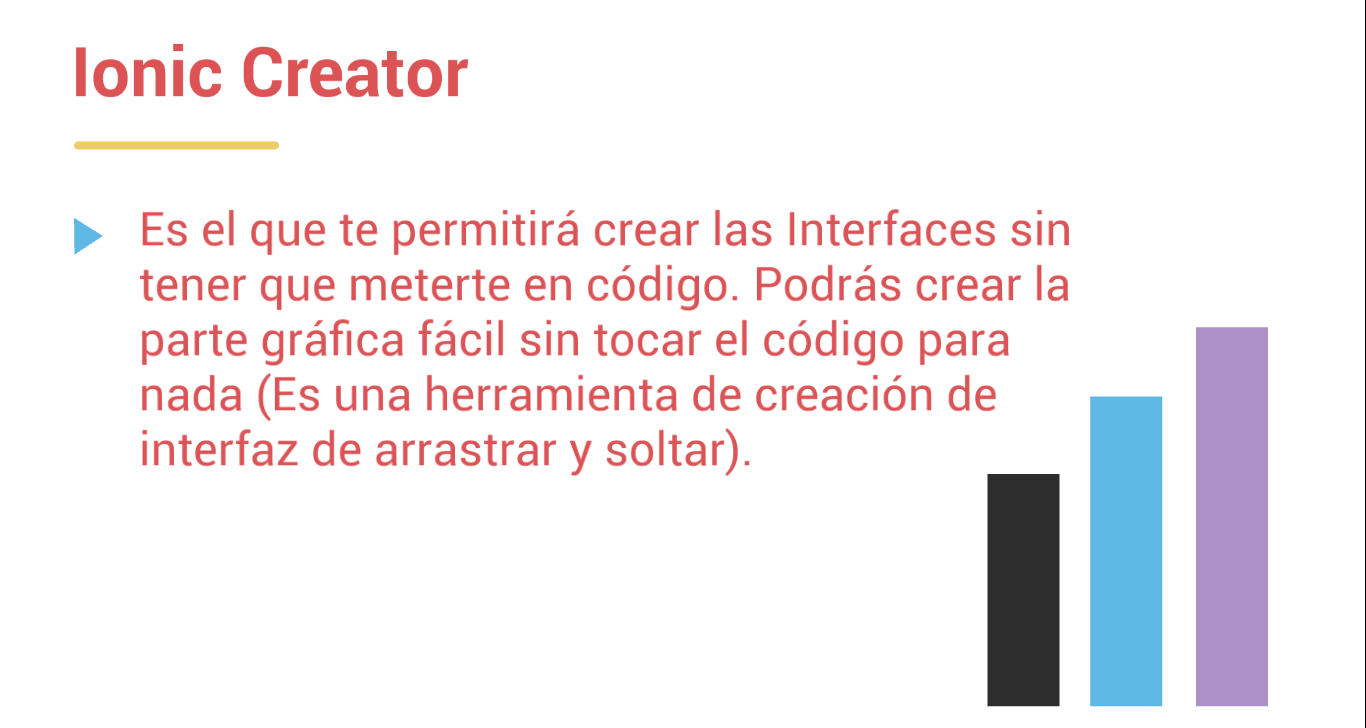 Ionic Creator
Es el que te permitirá crear las Interfaces sin
tener que meterte en código. Podrás crear la
parte gráfica fácil sin tocar el código para
nada (Es una herramienta de creación de
interfaz de arrastrar y soltar).